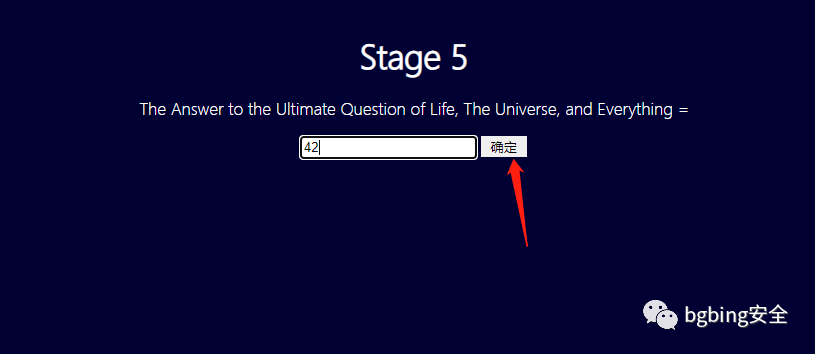 Stage 5
The Answer to the Ultimate Question of Life, The Universe, and Everything =
42 确定
bgbing安全